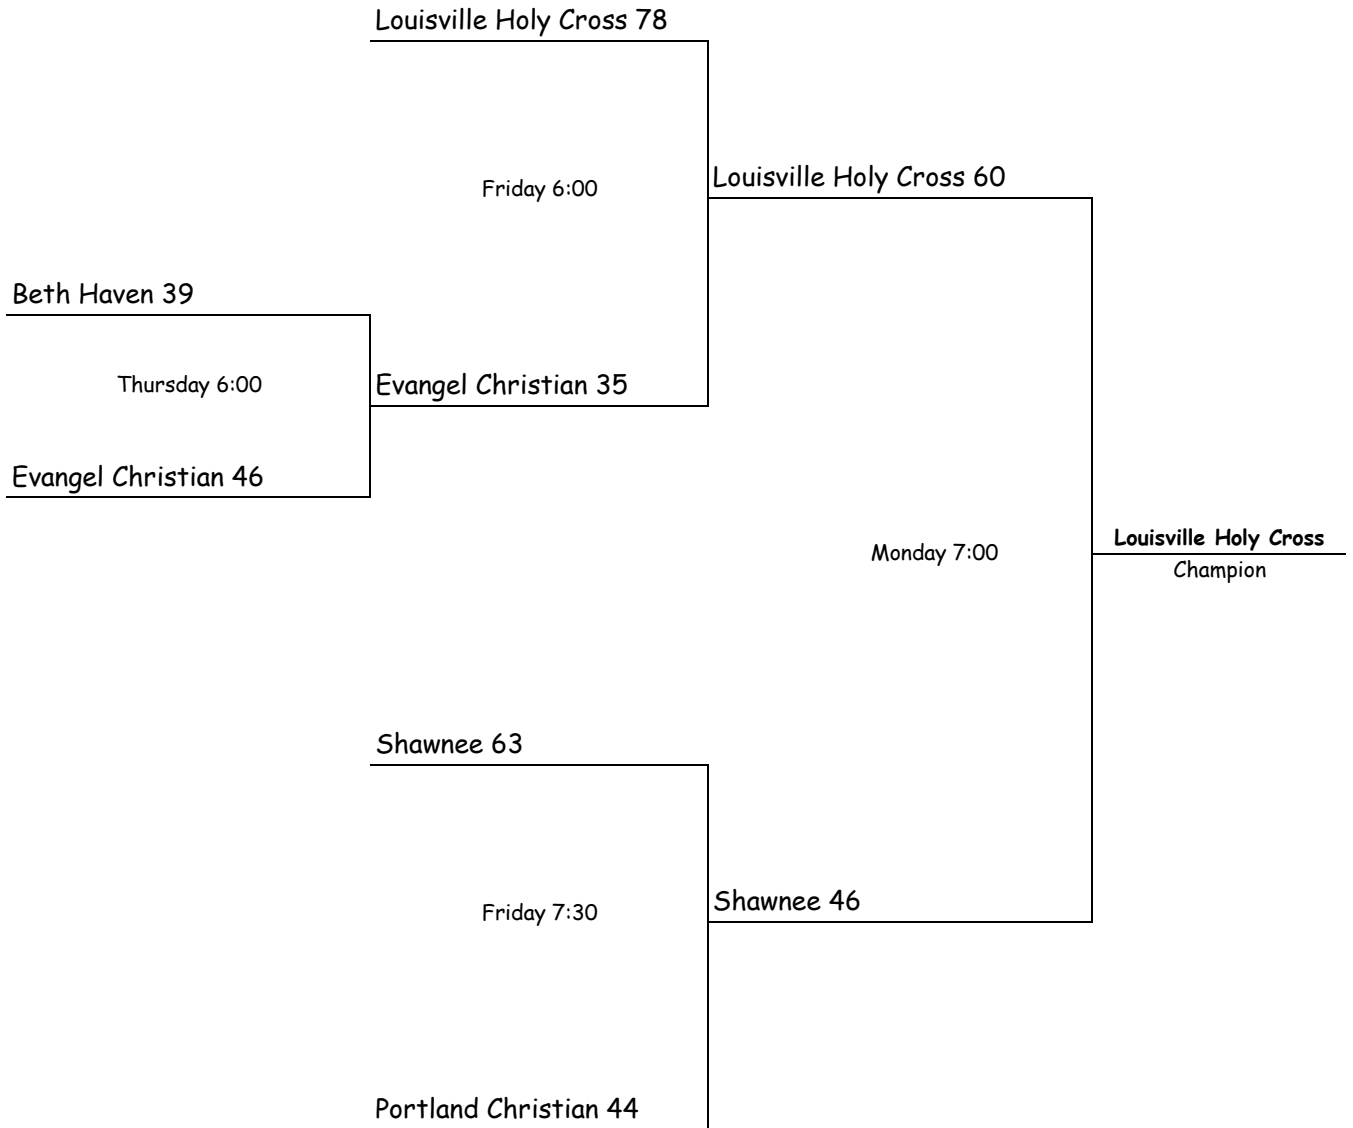 Louisville Holy Cross 78
Friday 6:00
Louisville Holy Cross 60
Beth Haven 39
Thursday 6:00
Evangel Christian 35
Evangel Christian 46
Monday 7:00
Louisville Holy Cross
Champion
Shawnee 63
Friday 7:30
Shawnee 46
Portland Christian 44